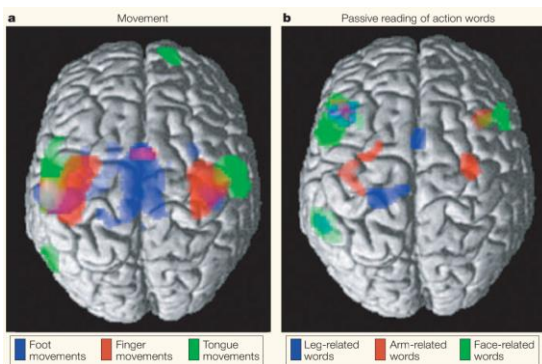 a Movement
b Passive reading of action words
Foot movements
Finger movements
Tongue movements
Leg-related words
Arm-related words
Face-related words